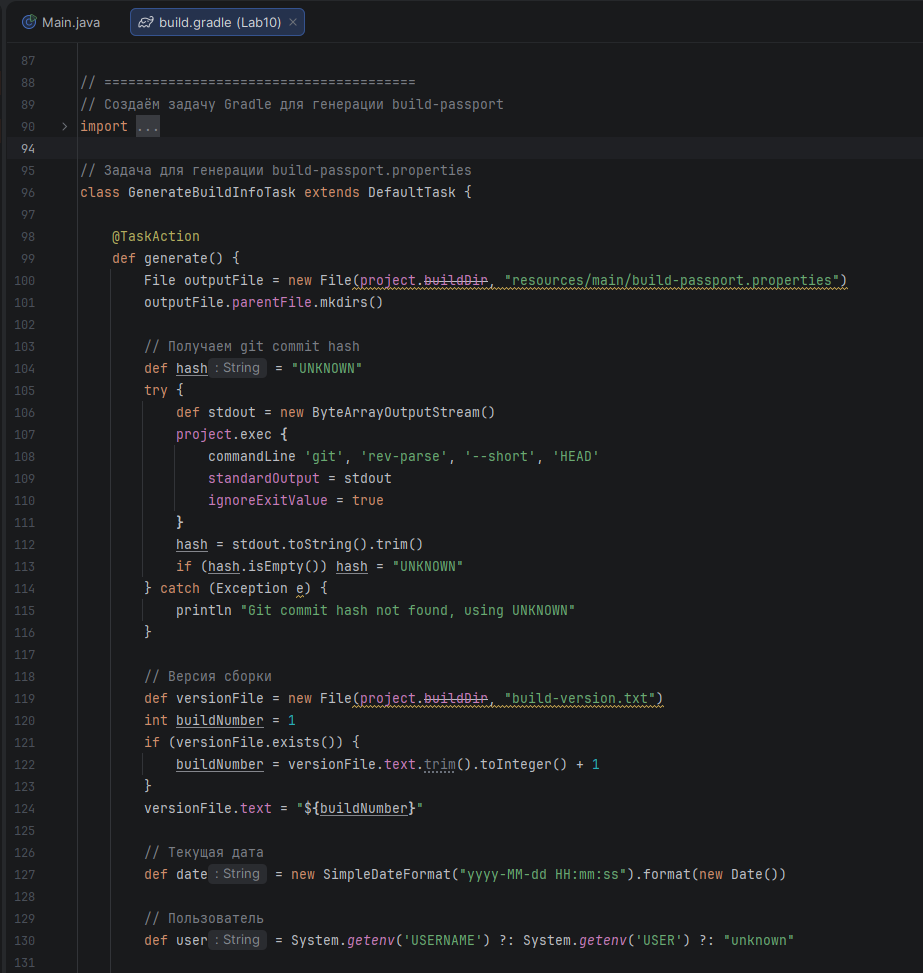 Main.java
build.gradle (Lab10)
87
88 // =======================================
89 // Создаём задачу Gradle для генерации build-passport
90 import ...
94
95 // Задача для генерации build-passport.properties
96 class GenerateBuildInfoTask extends DefaultTask {
97
98 @TaskAction
99 def generate() {
100 File outputFile = new File(project.buildDir, "resources/main/build-passport.properties")
101 outputFile.parentFile.mkdirs()
102
103 // Получаем git commit hash
104 def hash : String = "UNKNOWN"
105 try {
106 def stdout = new ByteArrayOutputStream()
107 project.exec {
108 commandLine 'git', 'rev-parse', '--short', 'HEAD'
109 standardOutput = stdout
110 ignoreExitValue = true
111 }
112 hash = stdout.toString().trim()
113 if (hash.isEmpty()) hash = "UNKNOWN"
114 } catch (Exception e) {
115 println "Git commit hash not found, using UNKNOWN"
116 }
117
118 // Версия сборки
119 def versionFile = new File(project.buildDir, "build-version.txt")
120 int buildNumber = 1
121 if (versionFile.exists()) {
122 buildNumber = versionFile.text.trim().toInteger() + 1
123 }
124 versionFile.text = "${buildNumber}"
125
126 // Текущая дата
127 def date : String = new SimpleDateFormat("yyyy-MM-dd HH:mm:ss").format(new Date())
128
129 // Пользователь
130 def user : String = System.getenv('USERNAME') ?: System.getenv('USER') ?: "unknown"
131